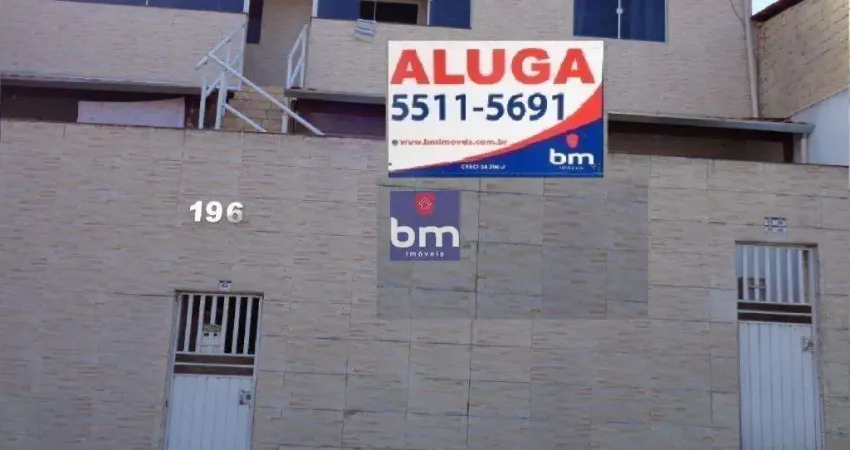 ALUGA
5511-5691
www.bmimoveis.com.br
bm
imóveis
196
bm
imóveis